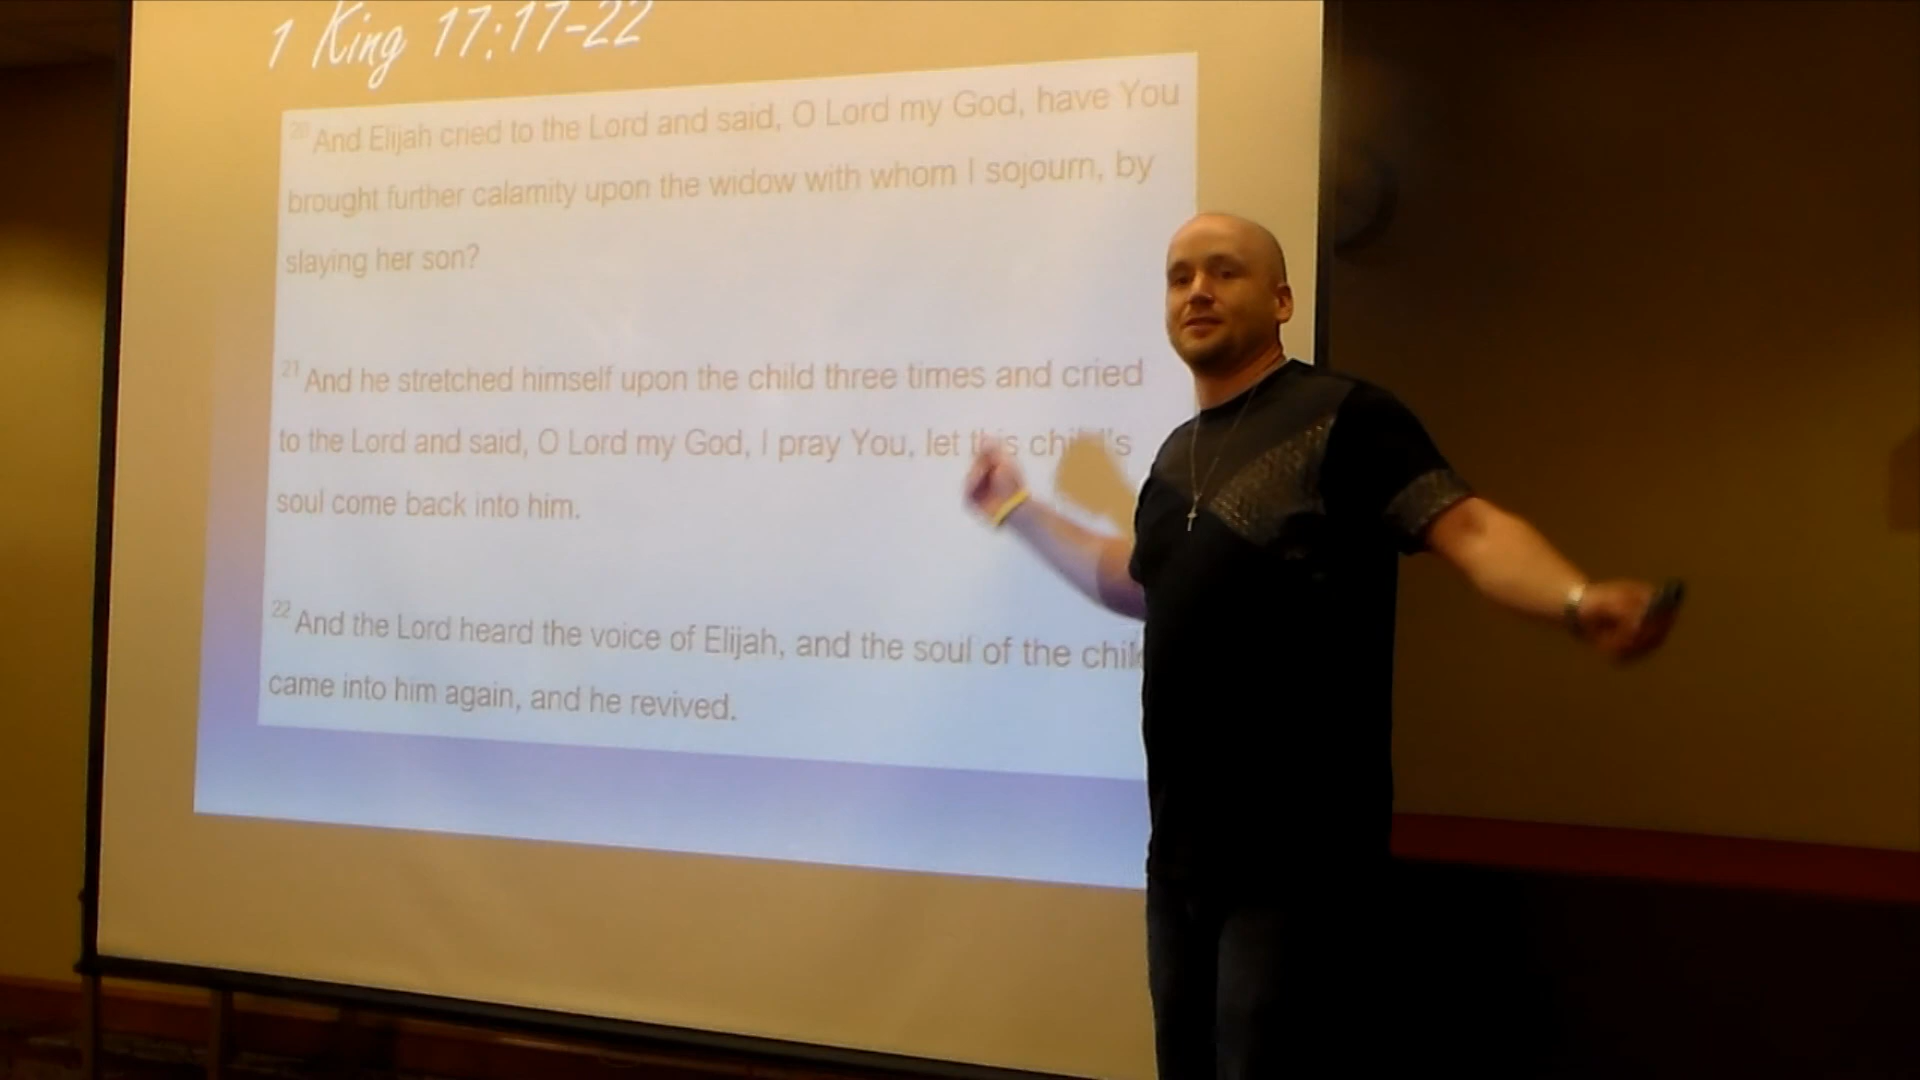 1 King 17:17-22
20 And Elijah cried to the Lord and said, O Lord my God, have You
brought further calamity upon the widow with whom I sojourn, by
slaying her son?
21 And he stretched himself upon the child three times and cried
to the Lord and said, O Lord my God, I pray You, let this child's
soul come back into him.
22 And the Lord heard the voice of Elijah, and the soul of the child
came into him again, and he revived.